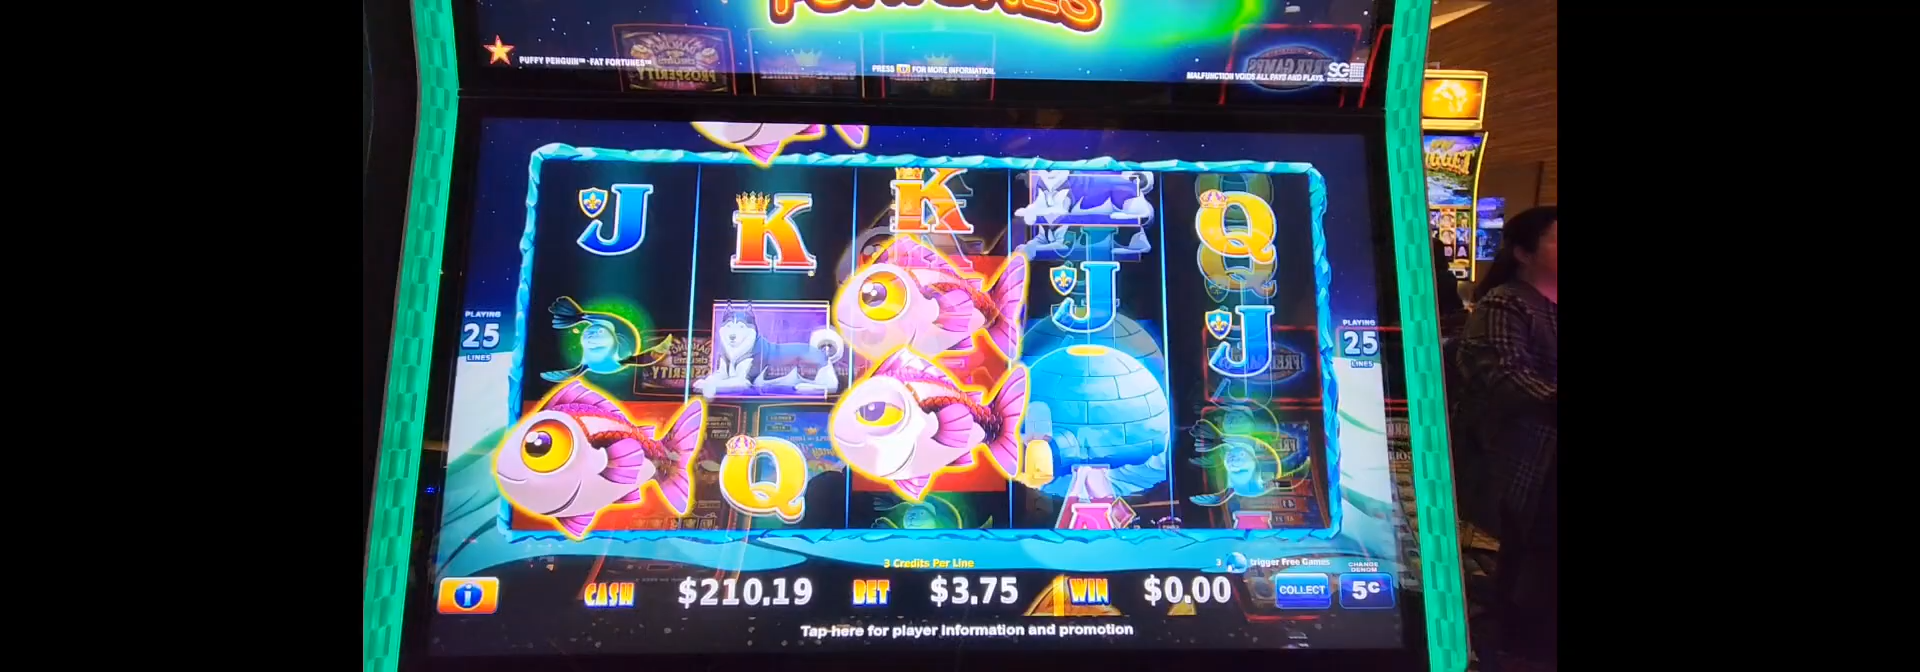 FORTUNES
PUFFY PENGUIN™ - FAT FORTUNES™
PRESS i FOR MORE INFORMATION.
MALFUNCTION VOIDS ALL PAYS AND PLAYS.
SG
J
K
K
Q
PLAYING
25
LINES
J
J
PLAYING
25
LINES
Q
A
3 Credits Per Line
3 trigger Free Games
CHANGE
DENOM
i
CASH $210.19 BET $3.75 WIN $0.00
COLLECT
5¢
Tap here for player information and promotion